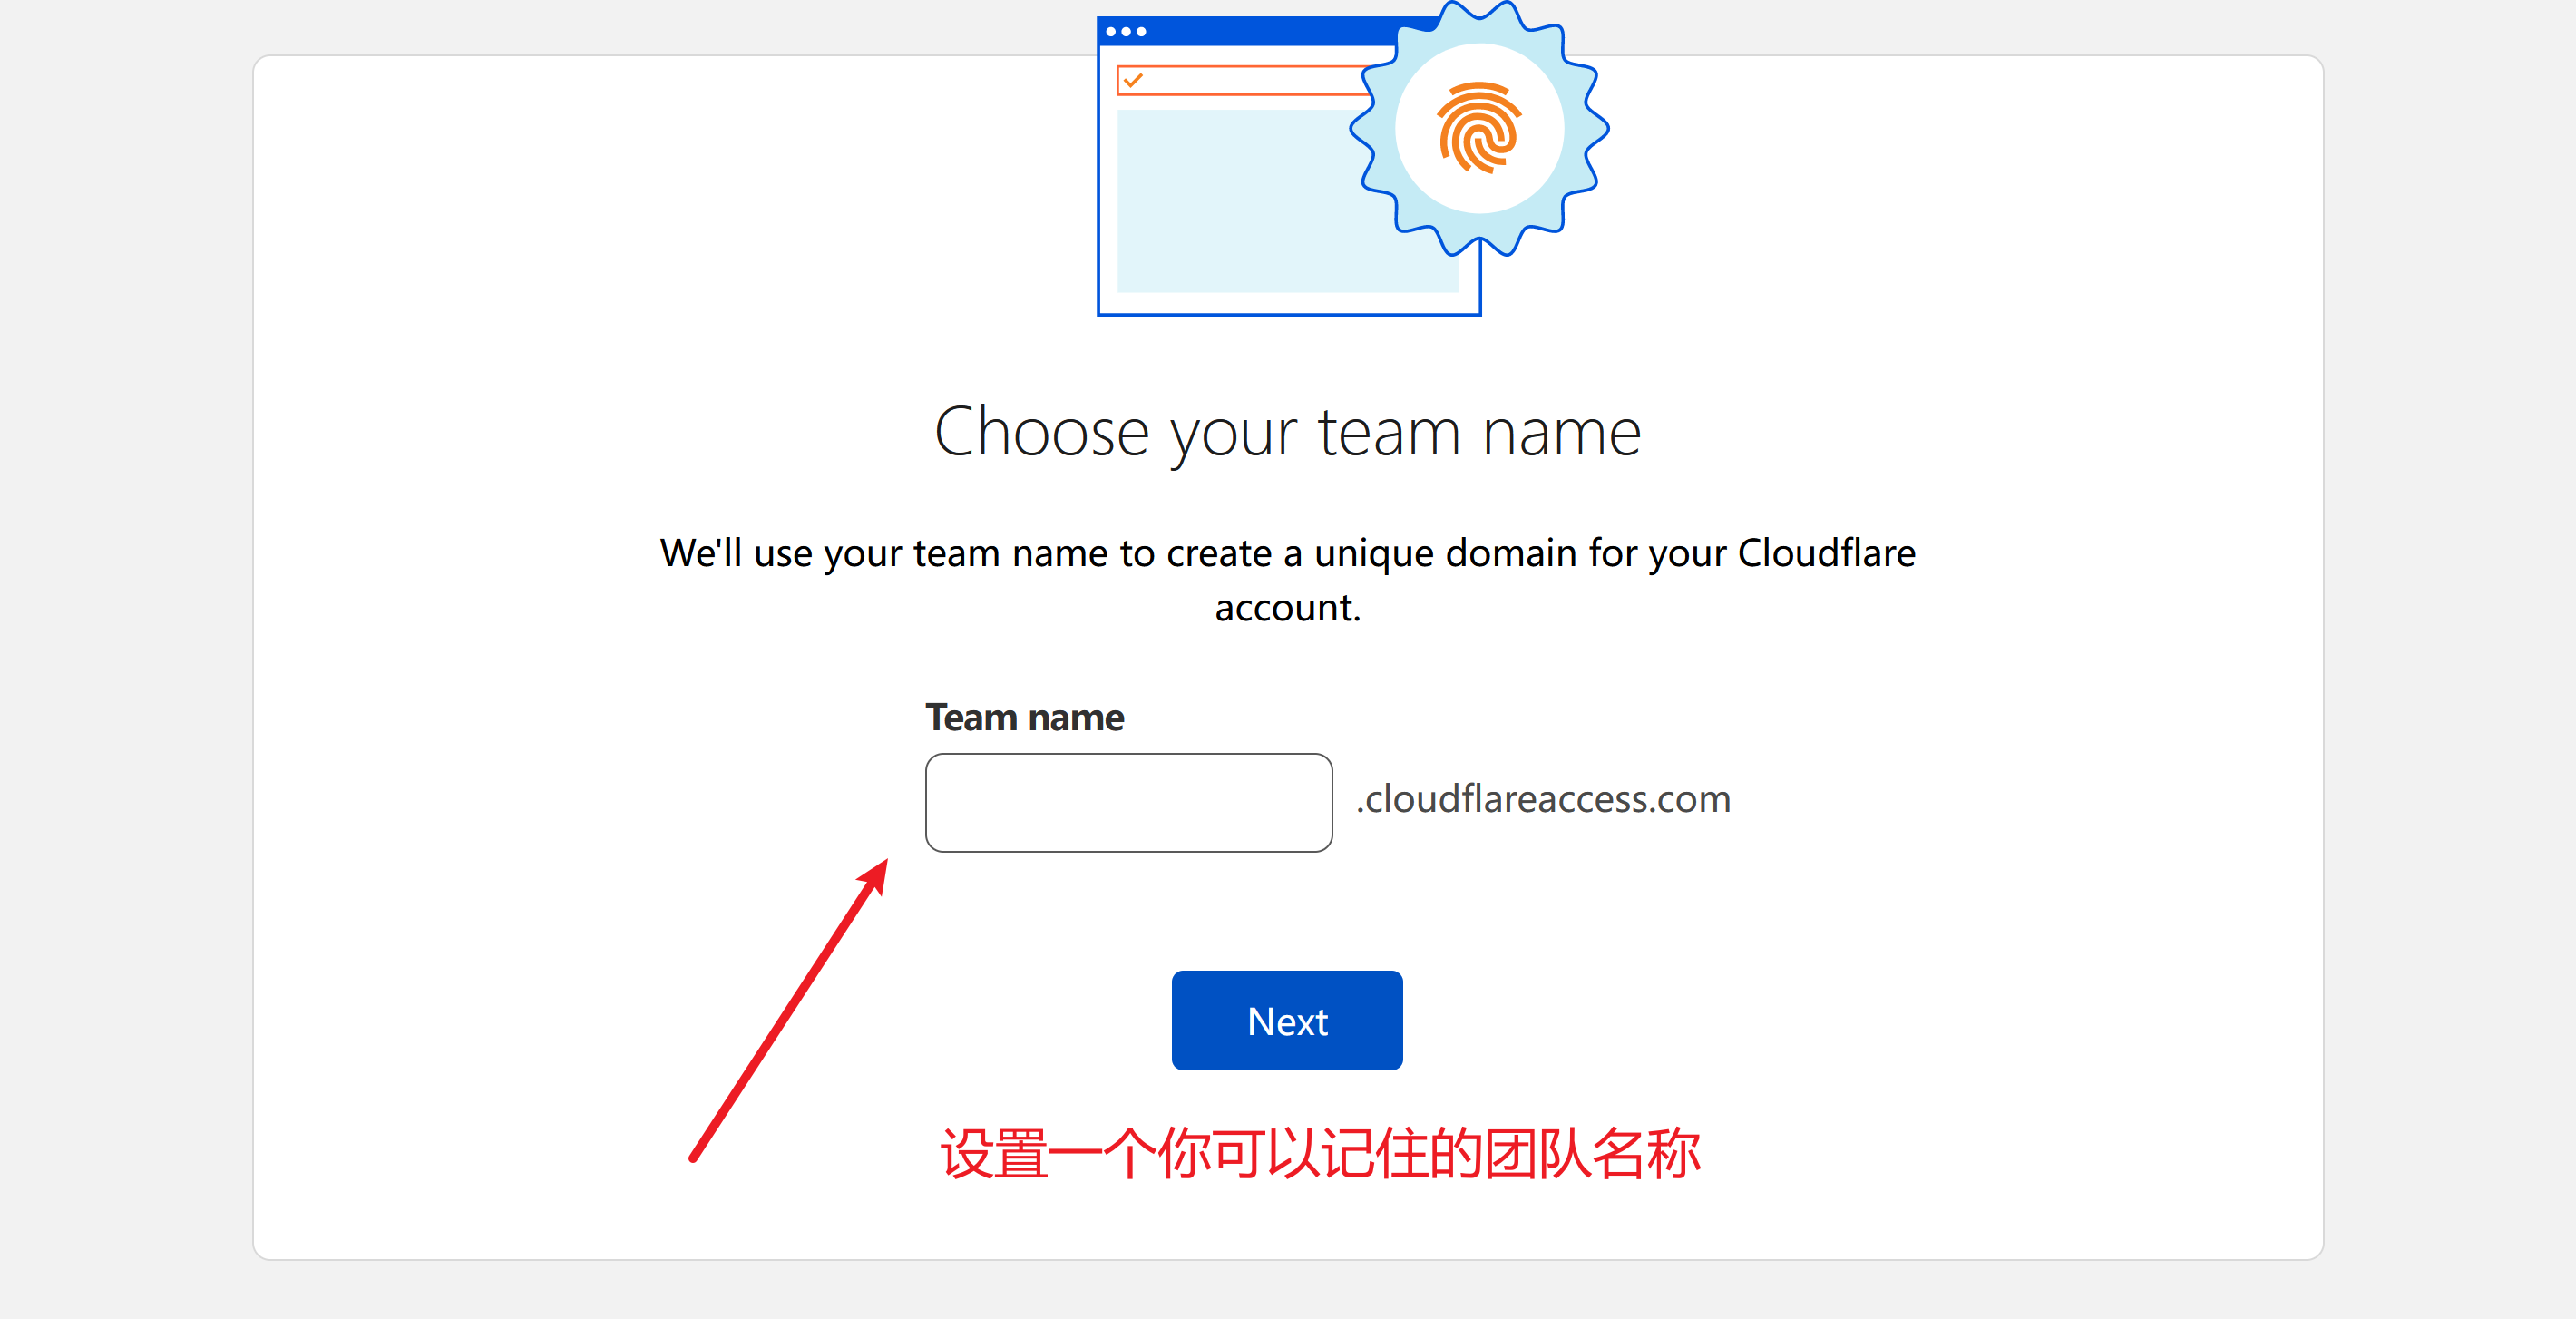 Choose your team name
We'll use your team name to create a unique domain for your Cloudflare
account.
Team name
.cloudflareaccess.com
Next
设置一个你可以记住的团队名称